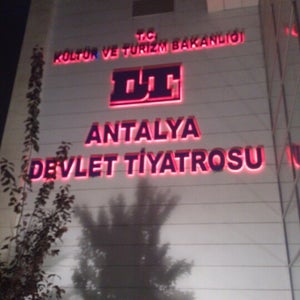 T.C.
KÜLTÜR VE TURİZM BAKANLIĞI
DT
ANTALYA
DEVLET TİYATROSU